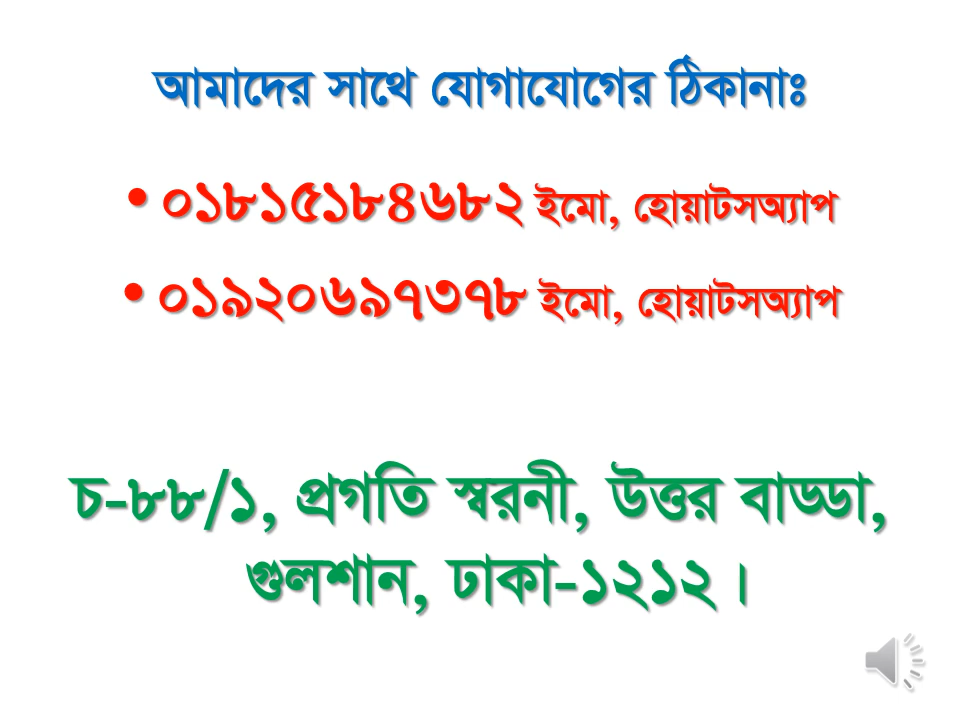 আমাদের সাথে যোগাযোগের ঠিকানাঃ
• ০১৮১৫১৮৪৬৮২ ইমো, হোয়াটসঅ্যাপ
• ০১৯২০৬৯৭৩৭৮ ইমো, হোয়াটসঅ্যাপ
চ-৮৮/১, প্রগতি স্বরনী, উত্তর বাড্ডা,
গুলশান, ঢাকা-১২১২।